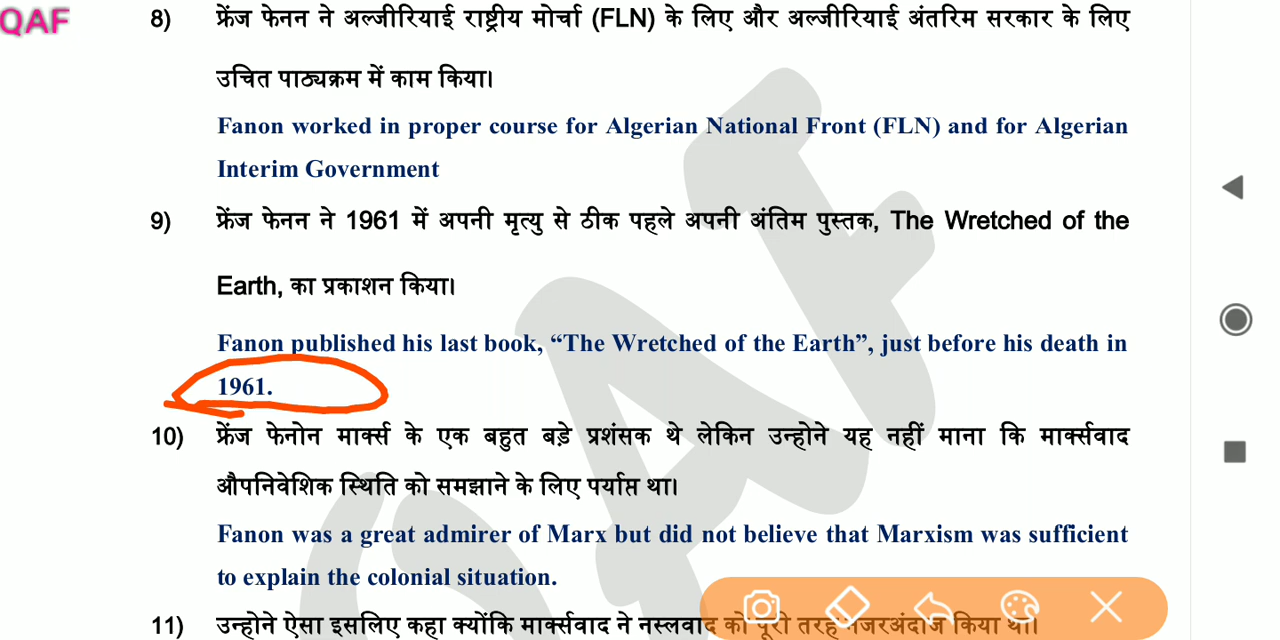 QAF
8) फ्रेंज फेनन ने अल्जीरियाई राष्ट्रीय मोर्चा (FLN) के लिए और अल्जीरियाई अंतरिम सरकार के लिए
उचित पाठ्यक्रम में काम किया।
Fanon worked in proper course for Algerian National Front (FLN) and for Algerian
Interim Government
9) फ्रेंज फेनन ने 1961 में अपनी मृत्यु से ठीक पहले अपनी अंतिम पुस्तक, The Wretched of the
Earth, का प्रकाशन किया।
Fanon published his last book, “The Wretched of the Earth”, just before his death in
1961.
10) फ्रेंज फेनोन मार्क्स के एक बहुत बड़े प्रशंसक थे लेकिन उन्होने यह नहीं माना कि मार्क्सवाद
औपनिवेशिक स्थिति को समझाने के लिए पर्याप्त था।
Fanon was a great admirer of Marx but did not believe that Marxism was sufficient
to explain the colonial situation.
11) उन्होने ऐसा इसलिए कहा क्योंकि मार्क्सवाद ने नस्लवाद को पूरी तरह नजरअंदाज किया था।